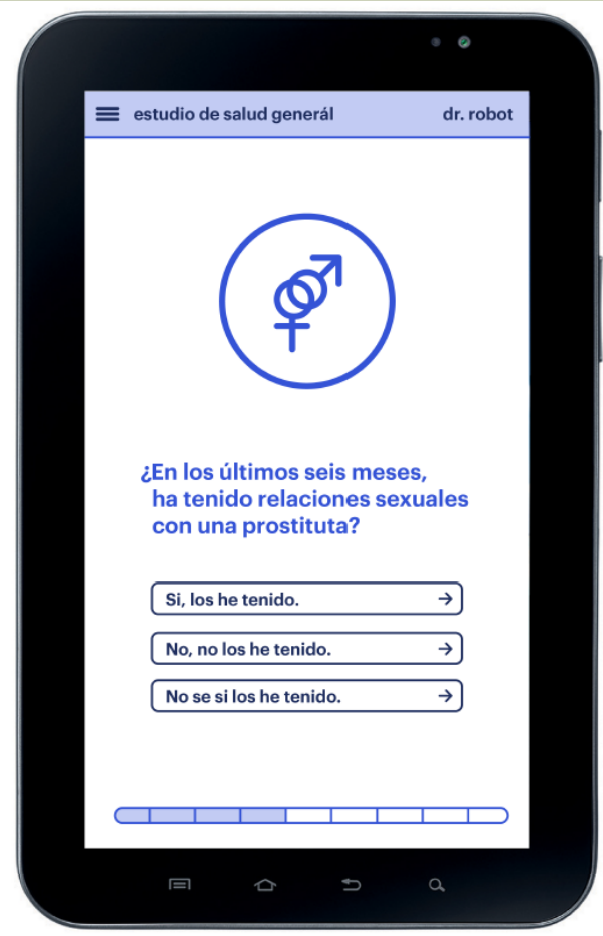 estudio de salud generál
dr. robot
¿En los últimos seis meses,
ha tenido relaciones sexuales
con una prostituta?
Si, los he tenido.
No, no los he tenido.
No se si los he tenido.